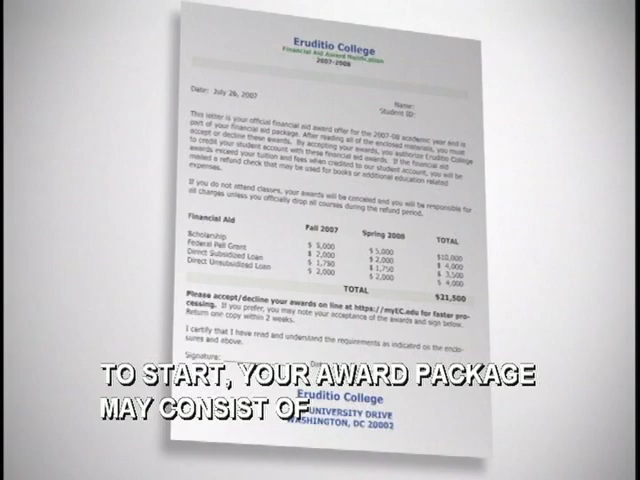 Eruditio College
Financial Aid Award Notification
2007-2008
Date: July 26, 2007
Name:
Student ID:
This letter is your official financial aid award offer for the 2007-08 academic year and is
part of your financial aid package. After reading all of the enclosed materials, you must
accept or decline these awards. By accepting your awards, you authorize Eruditio College
to credit your student account with these financial aid awards. If the financial aid
awards exceed your tuition and fees when credited to our student account, you will be
mailed a refund check that may be used for books or additional education related
expenses.
If you do not attend classes, your awards will be canceled and you will be responsible for
all charges unless you officially drop all courses during the refund period.
Financial Aid Fall 2007 Spring 2008 TOTAL
Scholarship $ 5,000 $ 5,000 $10,000
Federal Pell Grant $ 2,000 $ 2,000 $ 4,000
Direct Subsidized Loan $ 1,750 $ 1,750 $ 3,500
Direct Unsubsidized Loan $ 2,000 $ 2,000 $ 4,000
TOTAL $21,500
Please accept/decline your awards on line at https://myEC.edu for faster pro-
cessing. If you prefer, you may note your acceptance of the awards and sign below.
Return one copy within 2 weeks.
I certify that I have read and understand the requirements as indicated on the enclo-
sures and above.
Signature:
TO START, YOUR AWARD PACKAGE
MAY CONSIST OF
Eruditio College
UNIVERSITY DRIVE
WASHINGTON, DC 20002